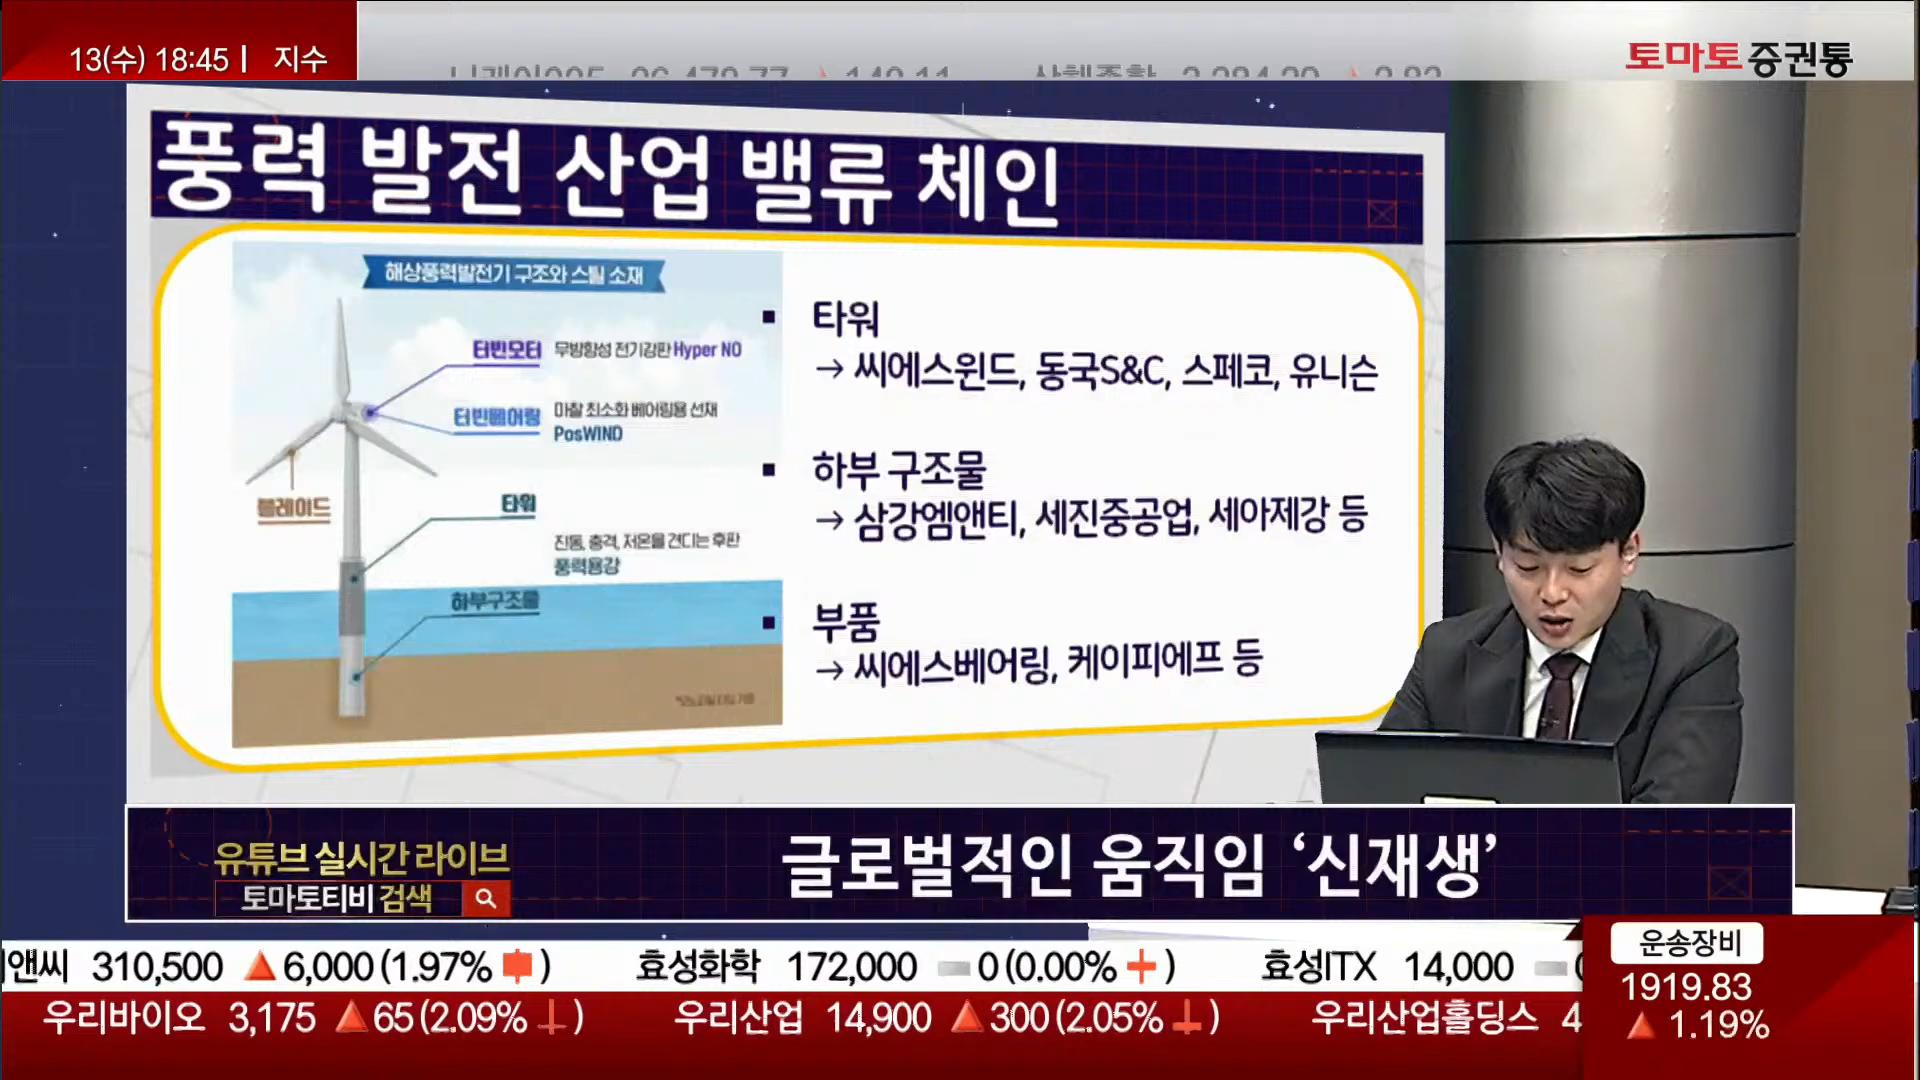 13(수) 18:45 | 지수
토마토증권통
풍력 발전 산업 밸류 체인
해상풍력발전기 구조와 스틸 소재
터빈모터 무방향성 전기강판 Hyper NO
터빈베어링 마찰 최소화 베어링용 선재
PosWIND
블레이드
타워
진동, 충격, 저온을 견디는 후판
풍력용강
하부구조물
▪ 타워
→ 씨에스윈드, 동국S&C, 스페코, 유니슨
▪ 하부 구조물
→ 삼강엠앤티, 세진중공업, 세아제강 등
▪ 부품
→ 씨에스베어링, 케이피에프 등
유튜브 실시간 라이브
토마토티비 검색
글로벌적인 움직임 ‘신재생’
앤씨 310,500 ▲6,000(1.97%) 효성화학 172,000 0(0.00%) 효성ITX 14,000
우리바이오 3,175 ▲65(2.09%) 우리산업 14,900 ▲300(2.05%) 우리산업홀딩스 4
운송장비
1919.83
▲ 1.19%